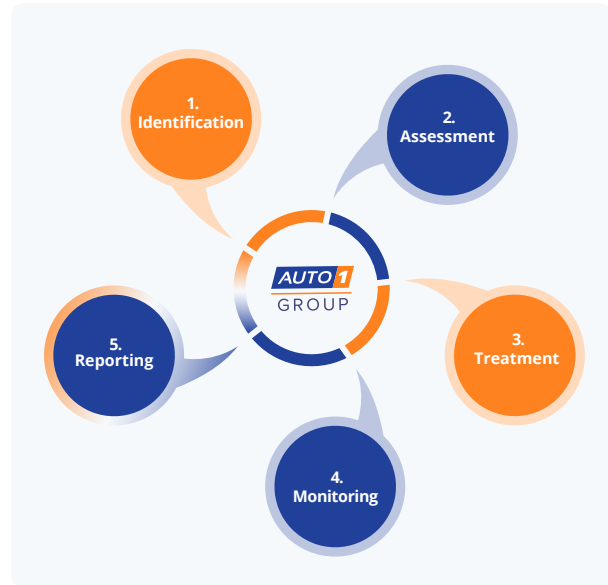 1.
Identification
2.
Assessment
AUTO1
GROUP
3.
Treatment
5.
Reporting
4.
Monitoring